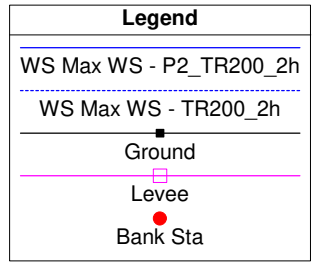 Legend
WS Max WS - P2_TR200_2h
WS Max WS - TR200_2h
Ground
Levee
Bank Sta